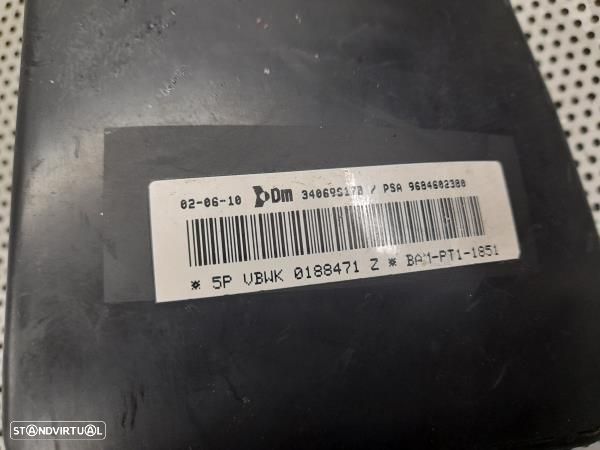 02-06-10 Dm 34069S17B / PSA 9684602380
* 5P VBWK 0188471 Z * BAM-PT1-1851
STANDVIRTUAL